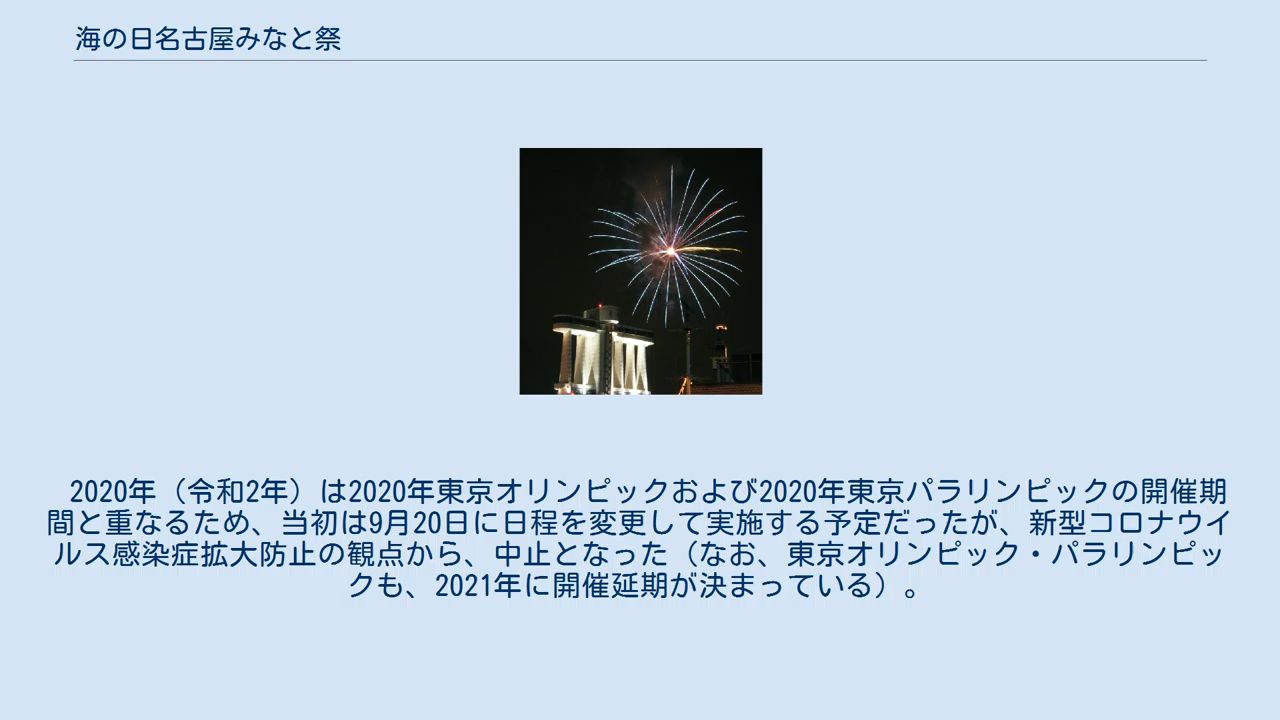 海の日名古屋みなと祭
2020年（令和2年）は2020年東京オリンピックおよび2020年東京パラリンピックの開催期
間と重なるため、当初は9月20日に日程を変更して実施する予定だったが、新型コロナウイ
ルス感染症拡大防止の観点から、中止となった（なお、東京オリンピック・パラリンピッ
クも、2021年に開催延期が決まっている）。